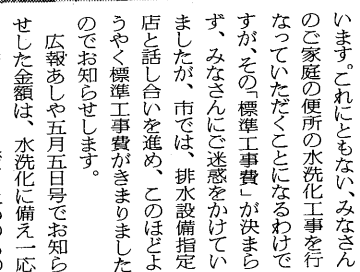 います。これにともない、みなさん
のご家庭の便所の水洗化工事を行
なっていただくことになるわけで
すが、その「標準工事費」が決まら
ず、みなさんにご迷惑をかけてい
ましたが、市では、排水設備指定
店と話し合いを進め、このほどよ
うやく標準工事費がきまりました
のでお知らせします。
広報あしや五月五日号でお知ら
せした金額は、水洗化に備え一応